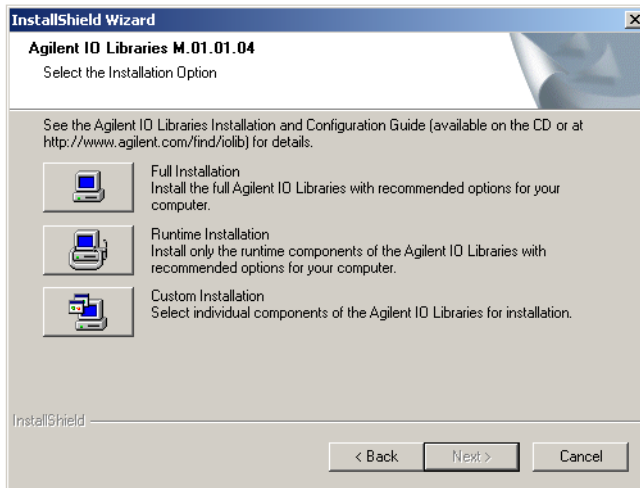 InstallShield Wizard
Agilent IO Libraries M.01.01.04
Select the Installation Option
See the Agilent IO Libraries Installation and Configuration Guide (available on the CD or at
http://www.agilent.com/find/iolib) for details.
Full Installation
Install the full Agilent IO Libraries with recommended options for your
computer.
Runtime Installation
Install only the runtime components of the Agilent IO Libraries with
recommended options for your computer.
Custom Installation
Select individual components of the Agilent IO Libraries for installation.
InstallShield
< Back Next > Cancel